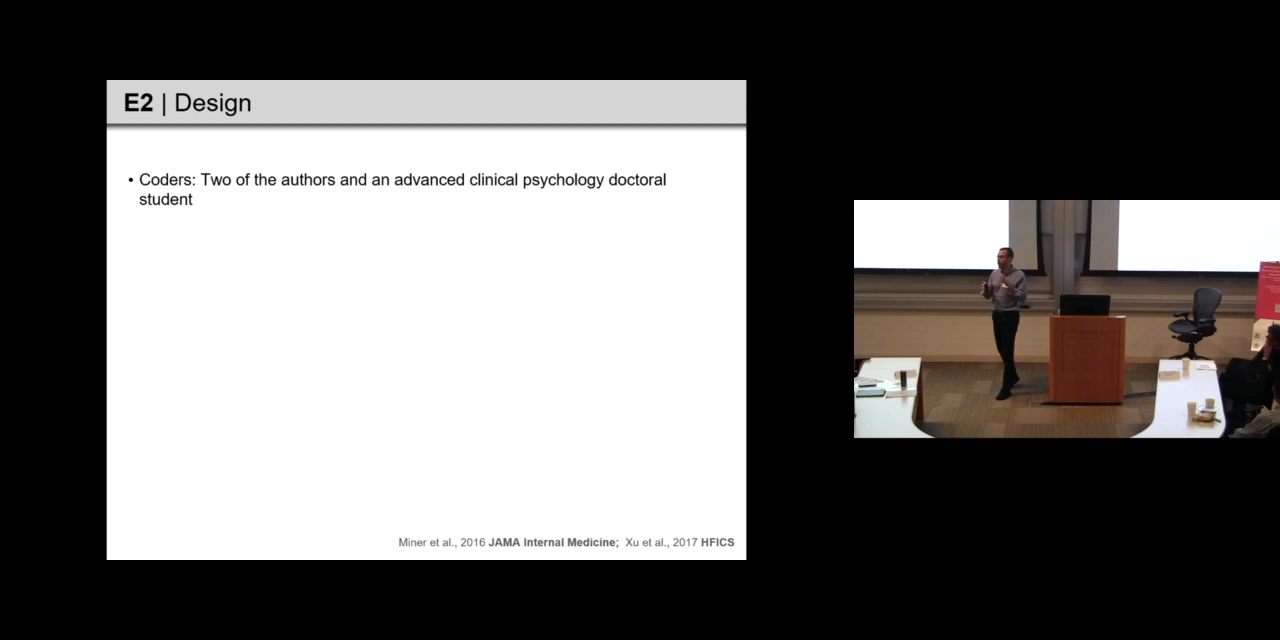 E2 | Design
• Coders: Two of the authors and an advanced clinical psychology doctoral
student
Miner et al., 2016 JAMA Internal Medicine; Xu et al., 2017 HFICS